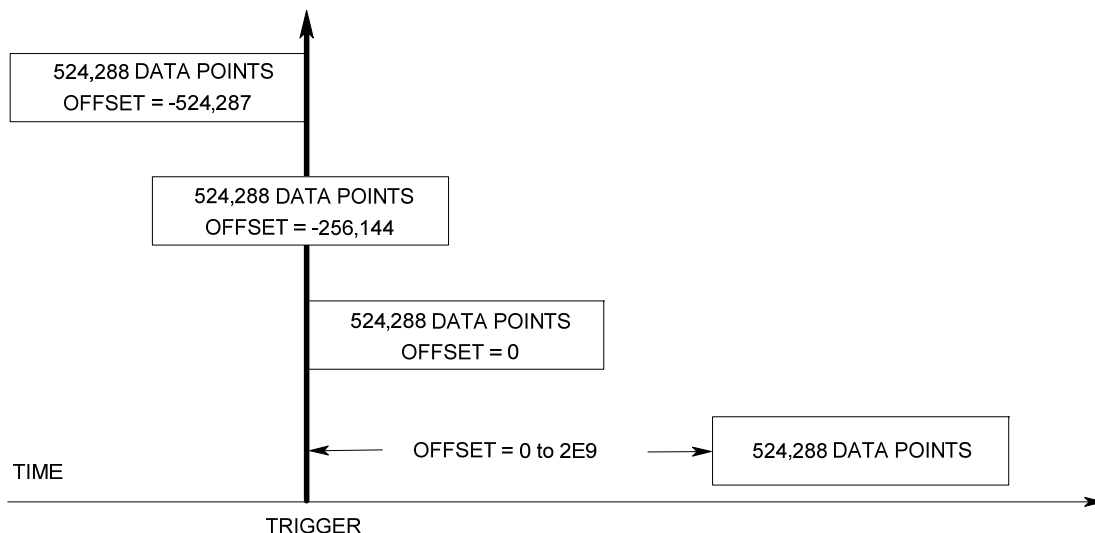 524,288 DATA POINTS
OFFSET = -524,287
524,288 DATA POINTS
OFFSET = -256,144
524,288 DATA POINTS
OFFSET = 0
OFFSET = 0 to 2E9
524,288 DATA POINTS
TIME
TRIGGER